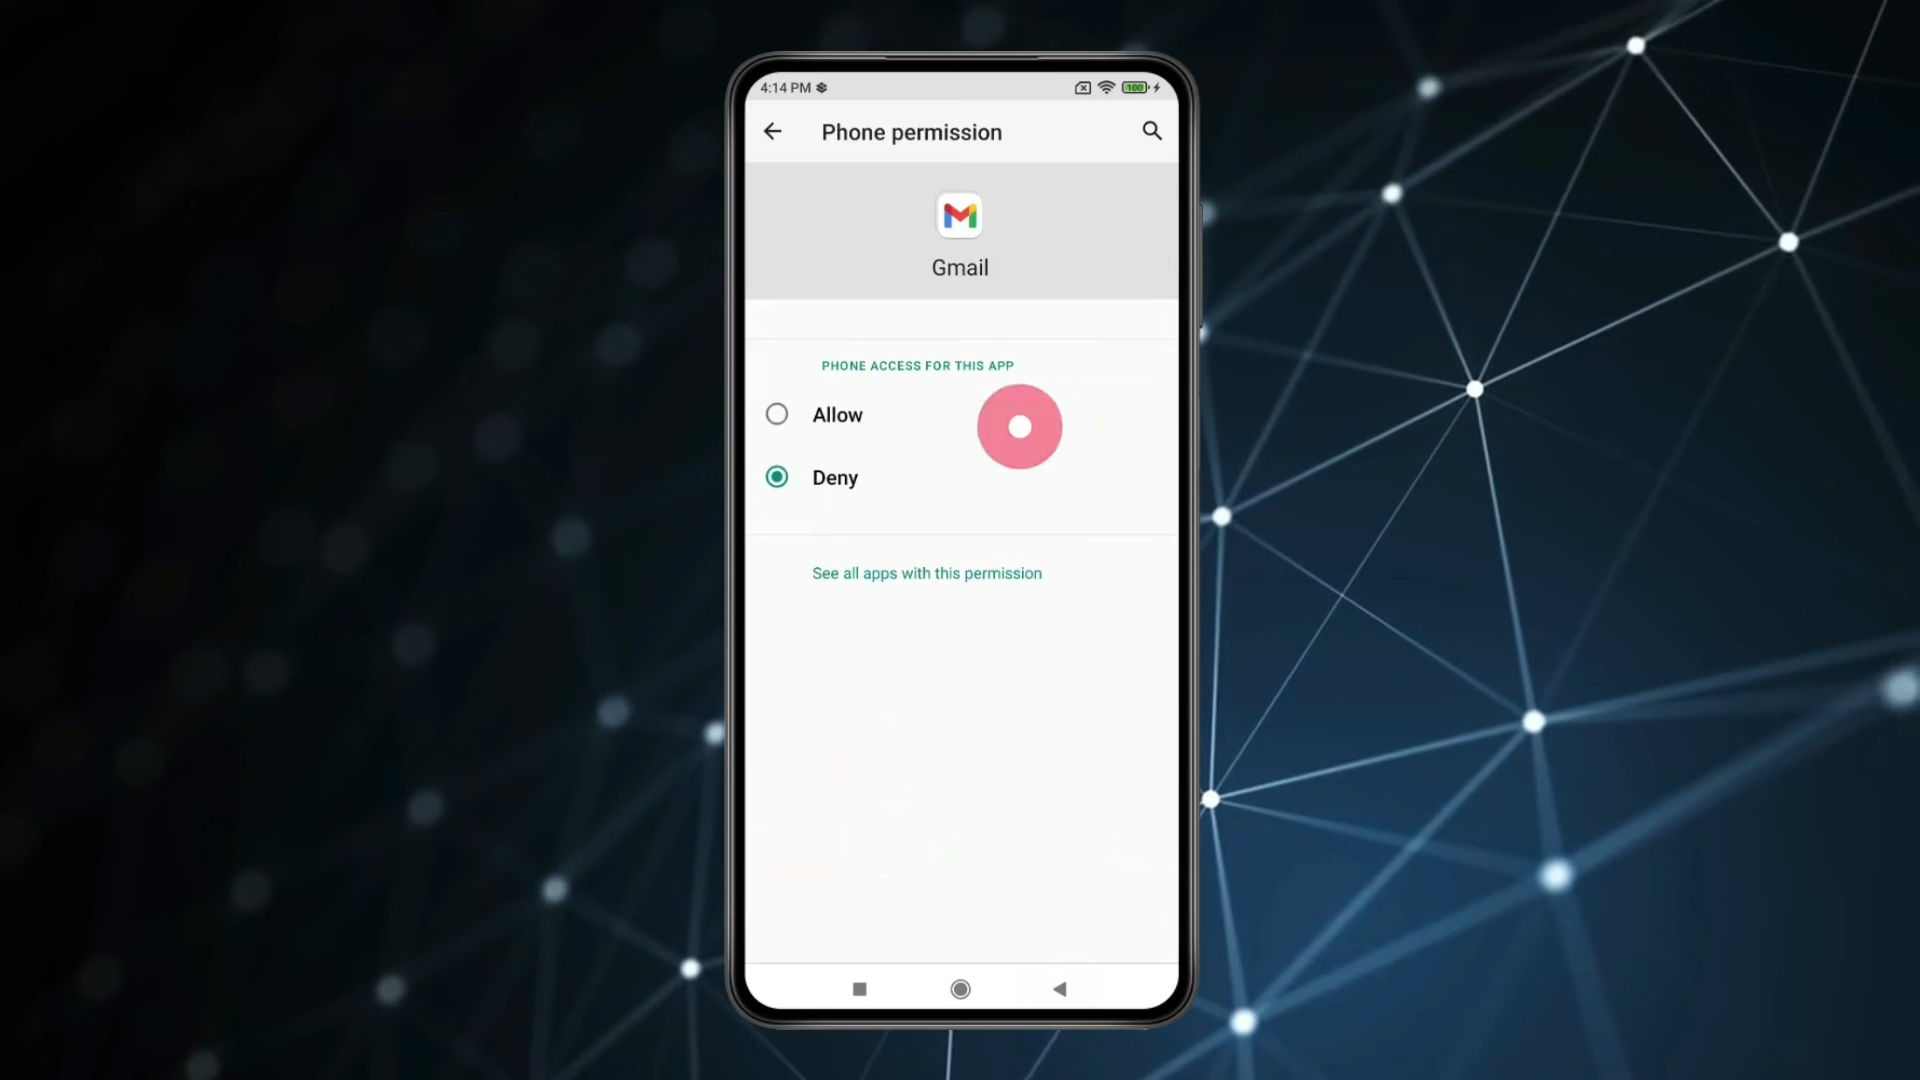 4:14 PM
100
Phone permission
Gmail
PHONE ACCESS FOR THIS APP
Allow
Deny
See all apps with this permission